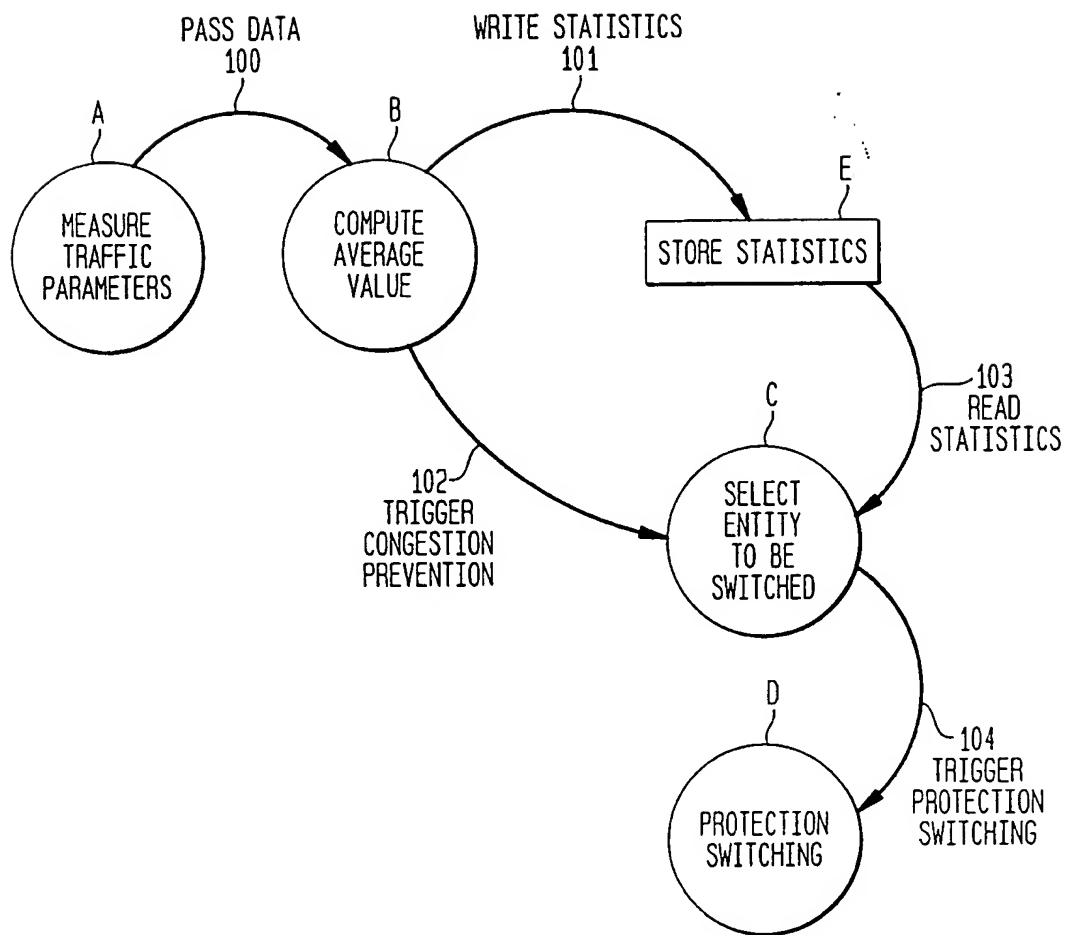 PASS DATA
100
WRITE STATISTICS
101
A
B
E
MEASURE
TRAFFIC
PARAMETERS
COMPUTE
AVERAGE
VALUE
STORE STATISTICS
103
READ
STATISTICS
C
102
TRIGGER
CONGESTION
PREVENTION
SELECT
ENTITY
TO BE
SWITCHED
D
104
TRIGGER
PROTECTION
SWITCHING
PROTECTION
SWITCHING